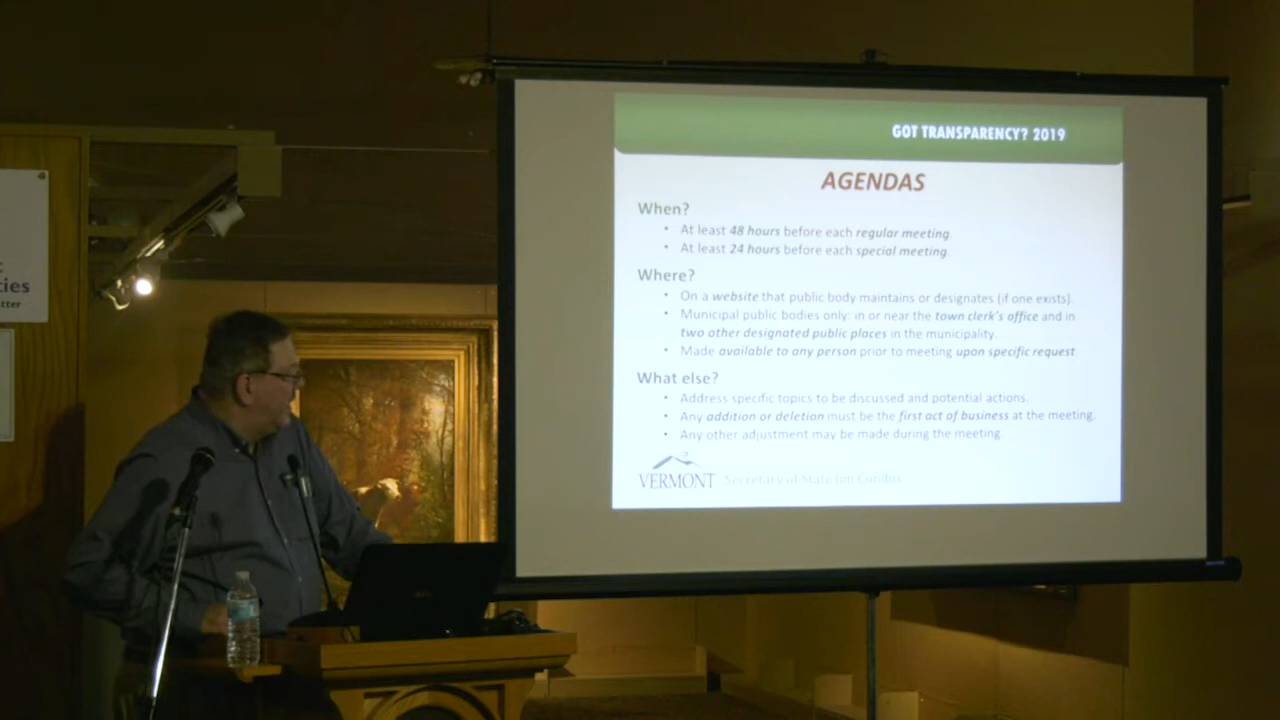 cies
tter
GOT TRANSPARENCY? 2019
AGENDAS
When?
• At least 48 hours before each regular meeting.
• At least 24 hours before each special meeting.
Where?
• On a website that public body maintains or designates (if one exists).
• Municipal public bodies only: in or near the town clerk's office and in
two other designated public places in the municipality.
• Made available to any person prior to meeting upon specific request.
What else?
• Address specific topics to be discussed and potential actions.
• Any addition or deletion must be the first act of business at the meeting.
• Any other adjustment may be made during the meeting.
VERMONT Secretary of State Jim Condos